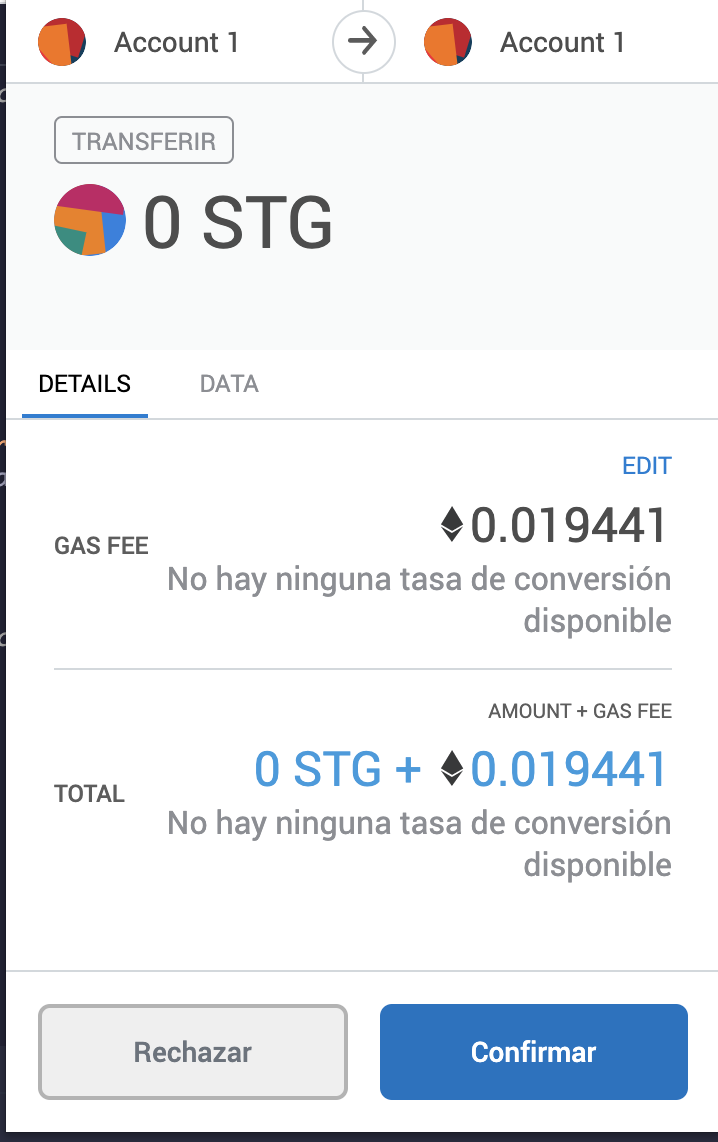 Account 1
Account 1
TRANSFERIR
0 STG
DETAILS
DATA
EDIT
GAS FEE
0.019441
No hay ninguna tasa de conversión
disponible
AMOUNT + GAS FEE
TOTAL
0 STG + 0.019441
No hay ninguna tasa de conversión
disponible
Rechazar
Confirmar